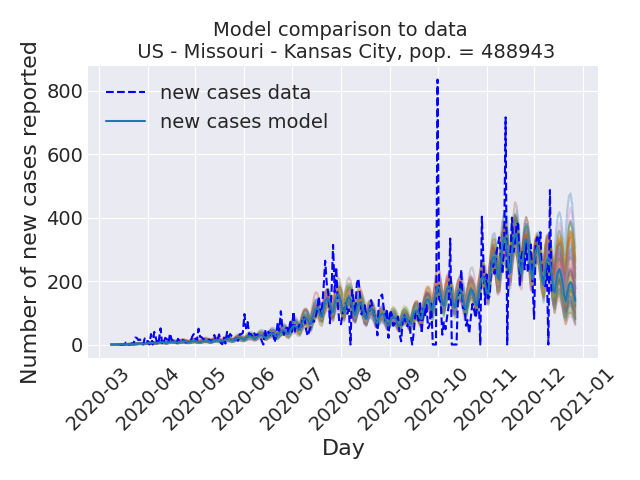 Model comparison to data
US - Missouri - Kansas City, pop. = 488943
Number of new cases reported
800
600
400
200
0
new cases data
new cases model
2020-03
2020-04
2020-05
2020-06
2020-07
2020-08
2020-09
2020-10
2020-11
2020-12
2021-01
Day